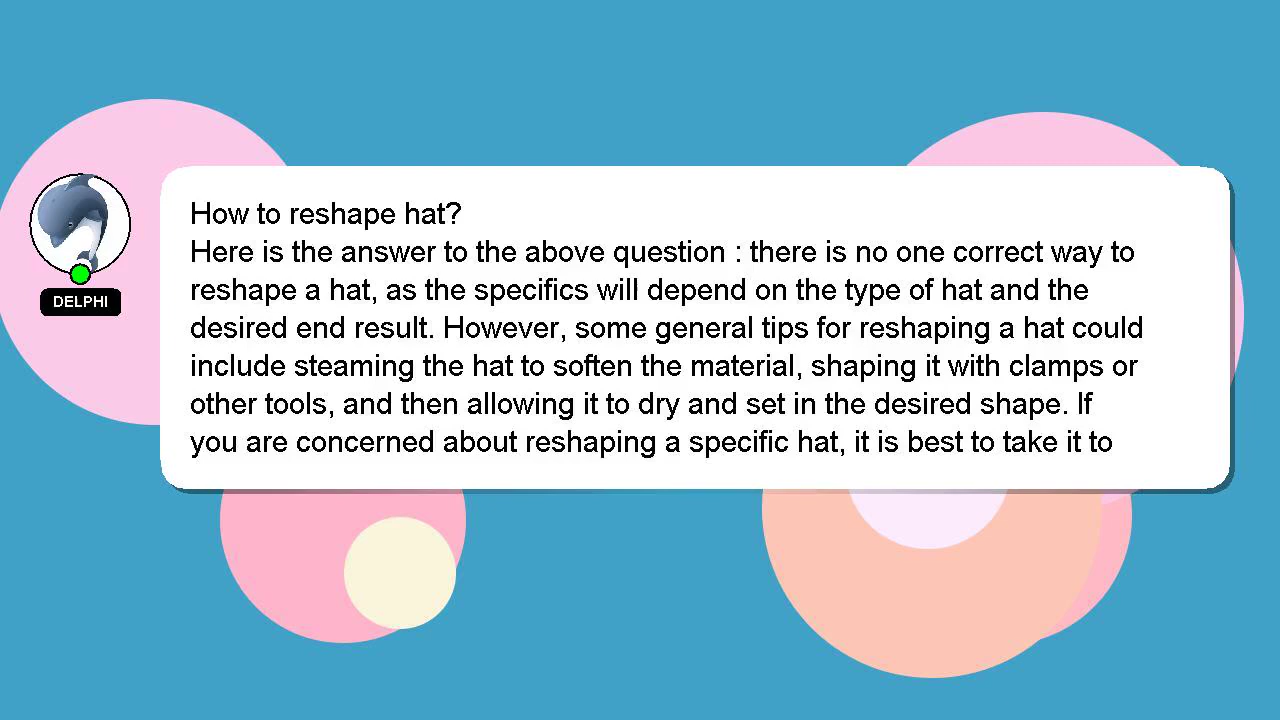 How to reshape hat?
Here is the answer to the above question : there is no one correct way to
reshape a hat, as the specifics will depend on the type of hat and the
desired end result. However, some general tips for reshaping a hat could
include steaming the hat to soften the material, shaping it with clamps or
other tools, and then allowing it to dry and set in the desired shape. If
you are concerned about reshaping a specific hat, it is best to take it to
DELPHI